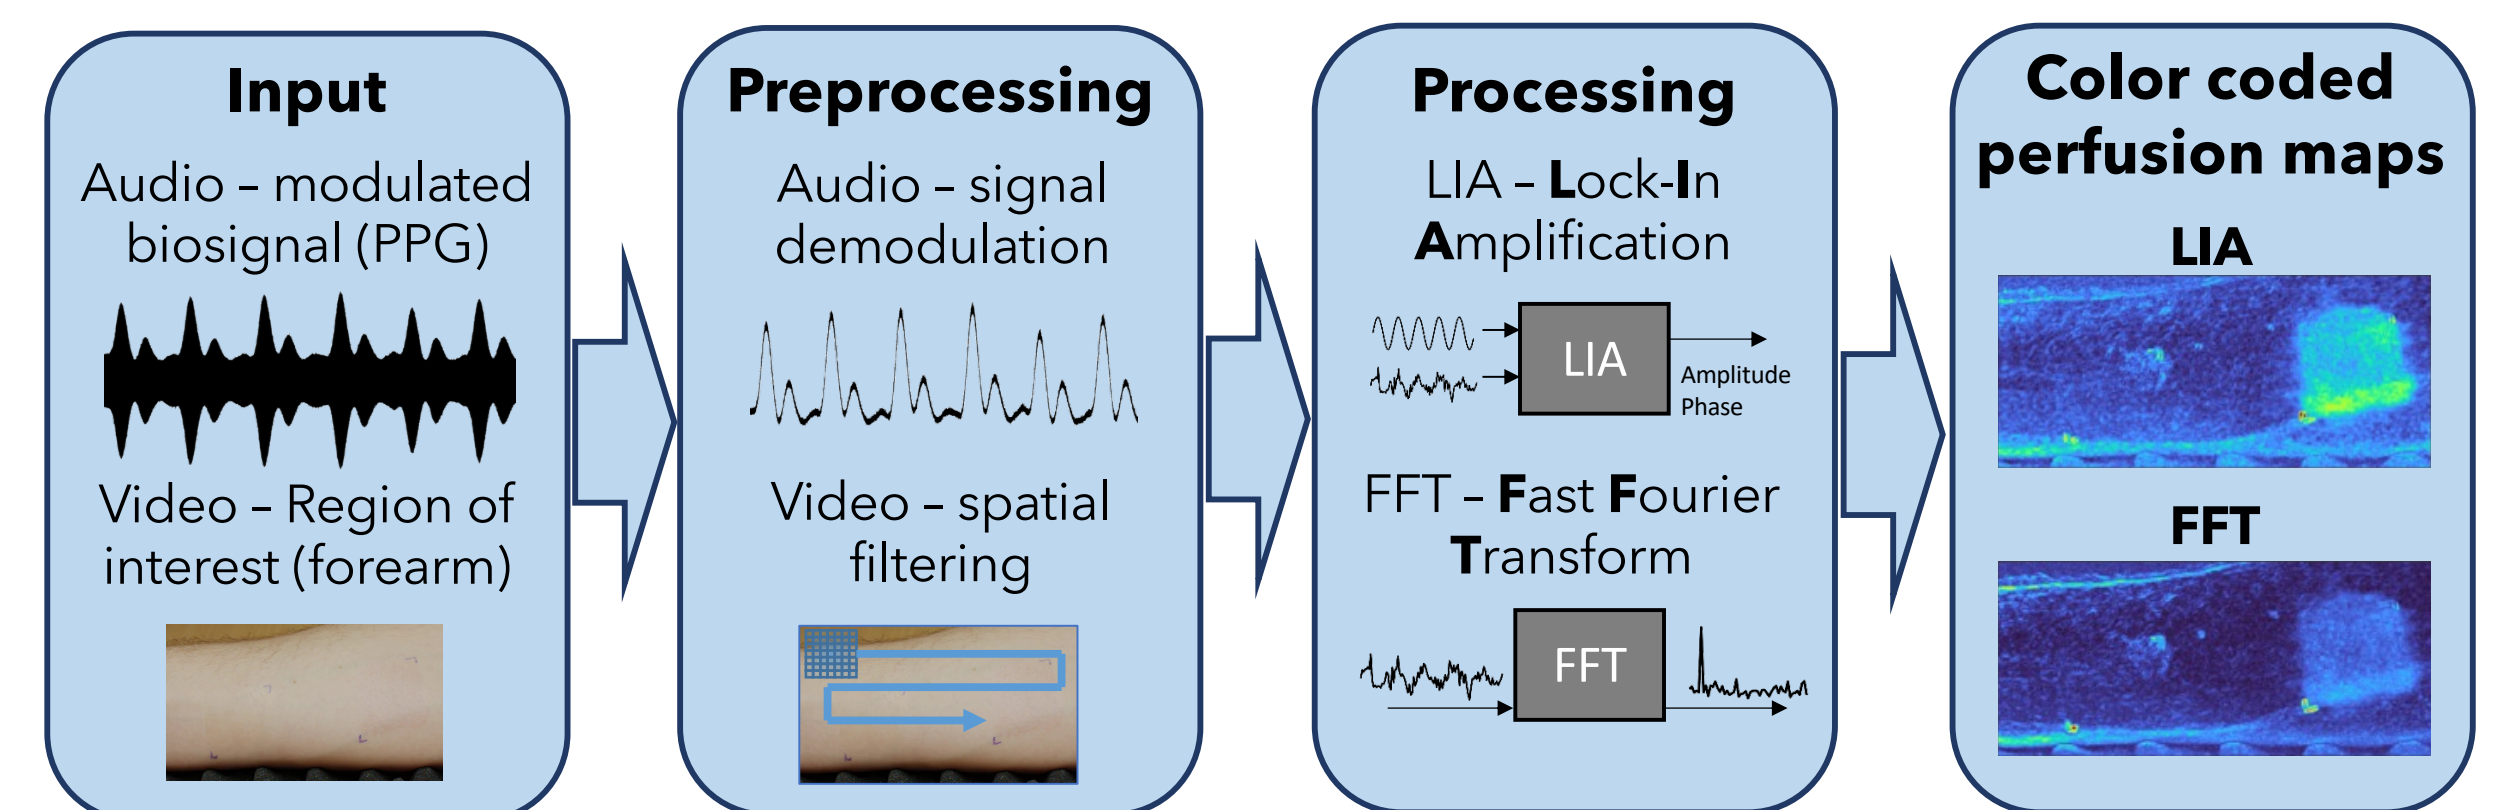 Input
Audio – modulated
biosignal (PPG)
Video – Region of
interest (forearm)
Preprocessing
Audio – signal
demodulation
Video – spatial
filtering
Processing
LIA – Lock-In
Amplification
LIA
Amplitude
Phase
FFT – Fast Fourier
Transform
FFT
Color coded
perfusion maps
LIA
FFT